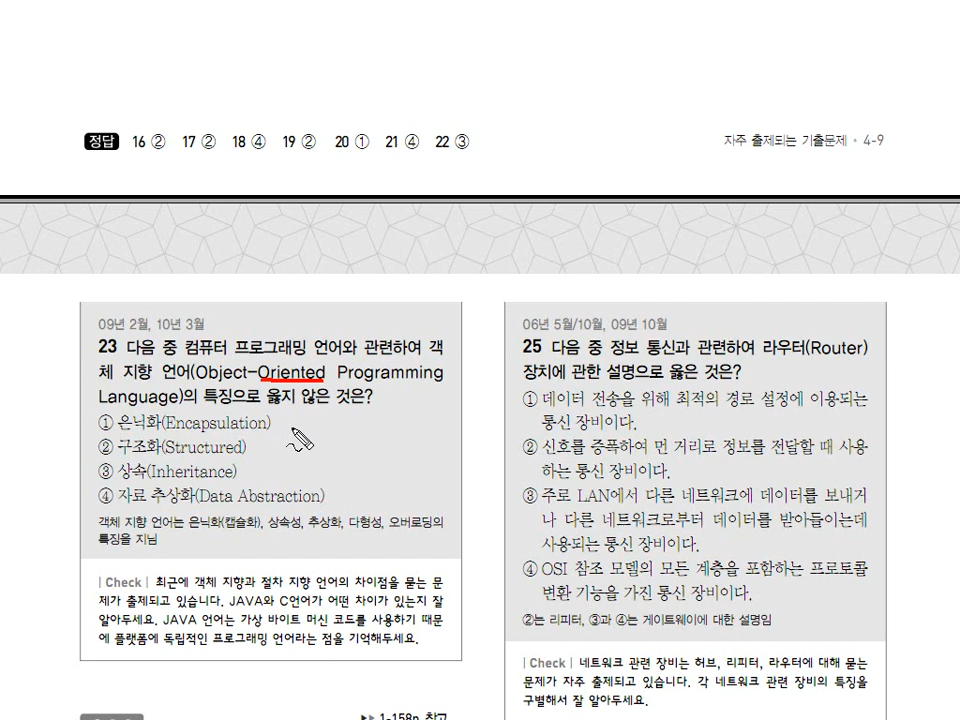 정답 16 ② 17 ② 18 ④ 19 ② 20 ① 21 ④ 22 ③
자주 출제되는 기출문제 • 4-9
09년 2월, 10년 3월
23 다음 중 컴퓨터 프로그래밍 언어와 관련하여 객
체 지향 언어(Object-Oriented Programming
Language)의 특징으로 옳지 않은 것은?
① 은닉화(Encapsulation)
② 구조화(Structured)
③ 상속(Inheritance)
④ 자료 추상화(Data Abstraction)
객체 지향 언어는 은닉화(캡슐화), 상속성, 추상화, 다형성, 오버로딩의
특징을 지님
| Check | 최근에 객체 지향과 절차 지향 언어의 차이점을 묻는 문
제가 출제되고 있습니다. JAVA와 C언어가 어떤 차이가 있는지 잘
알아두세요. JAVA 언어는 가상 바이트 머신 코드를 사용하기 때문
에 플랫폼에 독립적인 프로그래밍 언어라는 점을 기억해두세요.
▶▶ 1-158p 참고
06년 5월/10월, 09년 10월
25 다음 중 정보 통신과 관련하여 라우터(Router)
장치에 관한 설명으로 옳은 것은?
① 데이터 전송을 위해 최적의 경로 설정에 이용되는
통신 장비이다.
② 신호를 증폭하여 먼 거리로 정보를 전달할 때 사용
하는 통신 장비이다.
③ 주로 LAN에서 다른 네트워크에 데이터를 보내거
나 다른 네트워크로부터 데이터를 받아들이는데
사용되는 통신 장비이다.
④ OSI 참조 모델의 모든 계층을 포함하는 프로토콜
변환 기능을 가진 통신 장비이다.
②는 리피터, ③과 ④는 게이트웨이에 대한 설명임
| Check | 네트워크 관련 장비는 허브, 리피터, 라우터에 대해 묻는
문제가 자주 출제되고 있습니다. 각 네트워크 관련 장비의 특징을
구별해서 잘 알아두세요.